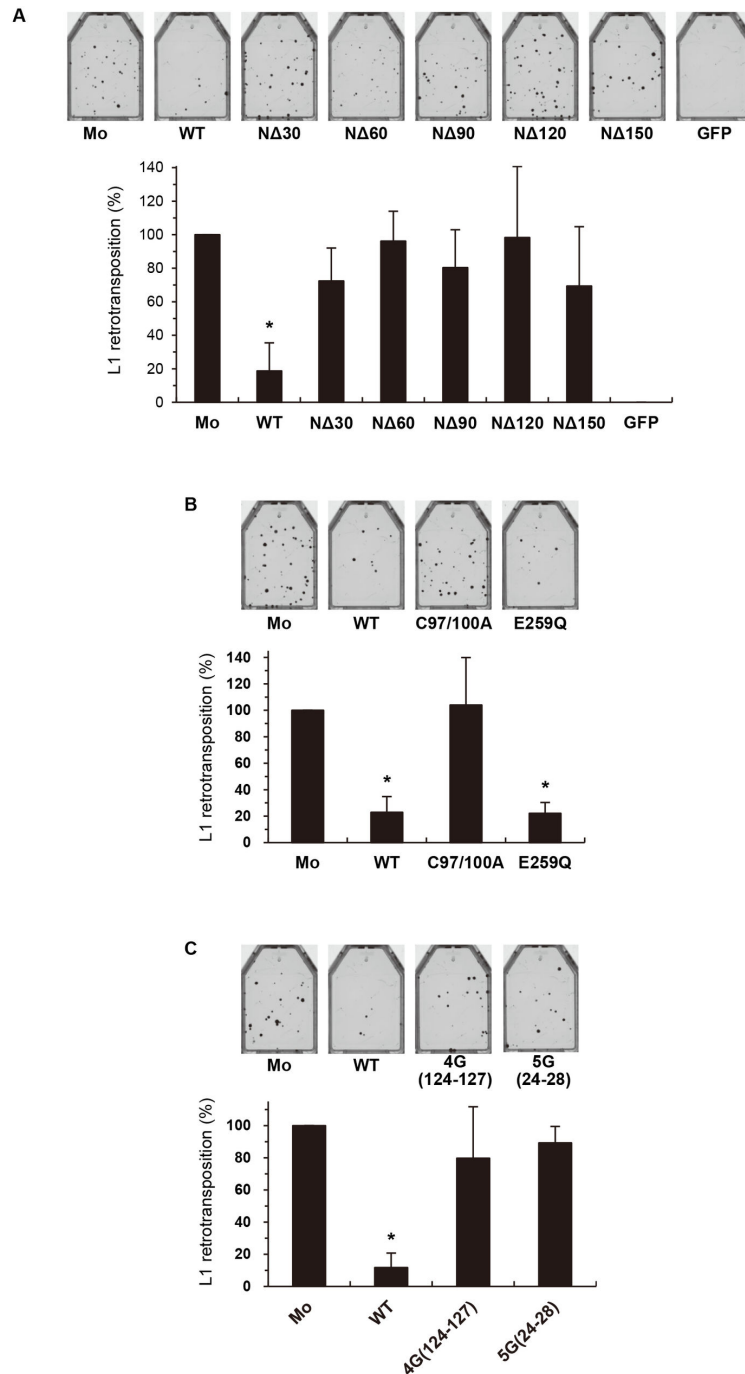 A
Mo WT NΔ30 NΔ60 NΔ90 NΔ120 NΔ150 GFP
L1 retrotransposition (%)
140
120
100
80
60
40
20
0
Mo WT NΔ30 NΔ60 NΔ90 NΔ120 NΔ150 GFP
*
B
Mo WT C97/100A E259Q
L1 retrotransposition (%)
140
120
100
80
60
40
20
0
* *
Mo WT C97/100A E259Q
C
Mo WT 4G (124-127) 5G (24-28)
L1 retrotransposition (%)
100
80
60
40
20
0
*
Mo WT 4G(124-127) 5G(24-28)